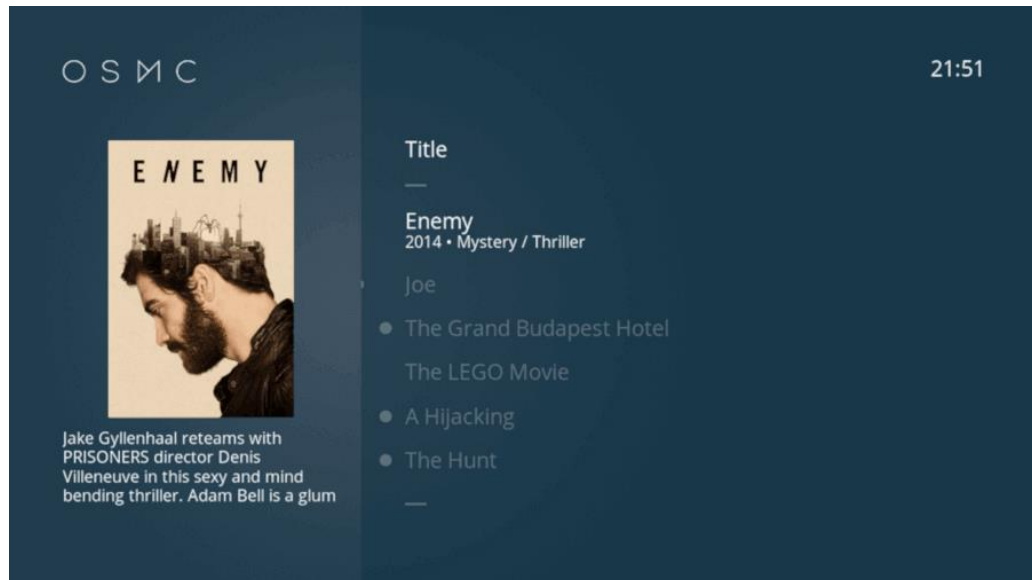 OSMC
21:51
ENEMY
Jake Gyllenhaal reteams with
PRISONERS director Denis
Villeneuve in this sexy and mind
bending thriller. Adam Bell is a glum
Title
Enemy
2014 • Mystery / Thriller
Joe
The Grand Budapest Hotel
The LEGO Movie
A Hijacking
The Hunt